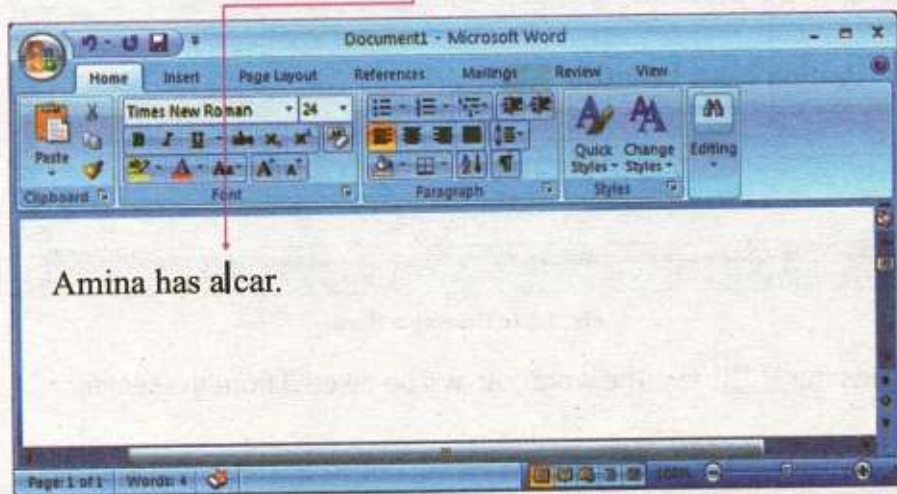 Document1 - Microsoft Word
Home Insert Page Layout References Mailings Review View
Times New Roman 24
Paste
Quick Styles Change Styles Editing
Clipboard Font Paragraph Styles
Amina has a car.
Page: 1 of 1 Words: 4 100%